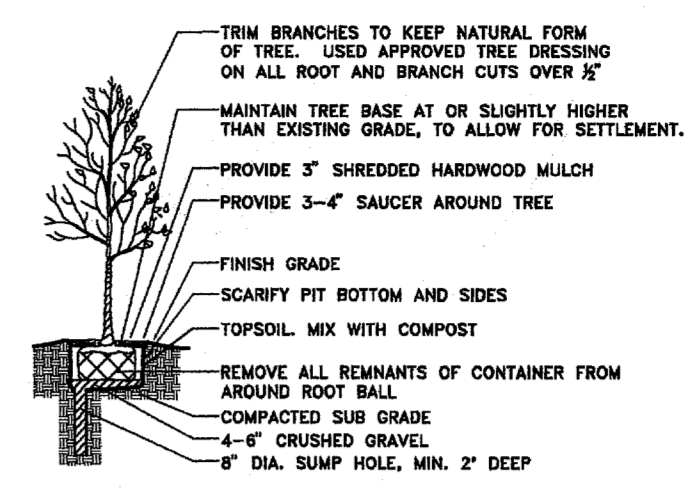 TRIM BRANCHES TO KEEP NATURAL FORM
OF TREE. USED APPROVED TREE DRESSING
ON ALL ROOT AND BRANCH CUTS OVER ½"
MAINTAIN TREE BASE AT OR SLIGHTLY HIGHER
THAN EXISTING GRADE, TO ALLOW FOR SETTLEMENT.
PROVIDE 3" SHREDDED HARDWOOD MULCH
PROVIDE 3-4" SAUCER AROUND TREE
FINISH GRADE
SCARIFY PIT BOTTOM AND SIDES
TOPSOIL. MIX WITH COMPOST
REMOVE ALL REMNANTS OF CONTAINER FROM
AROUND ROOT BALL
COMPACTED SUB GRADE
4-6" CRUSHED GRAVEL
8" DIA. SUMP HOLE, MIN. 2' DEEP